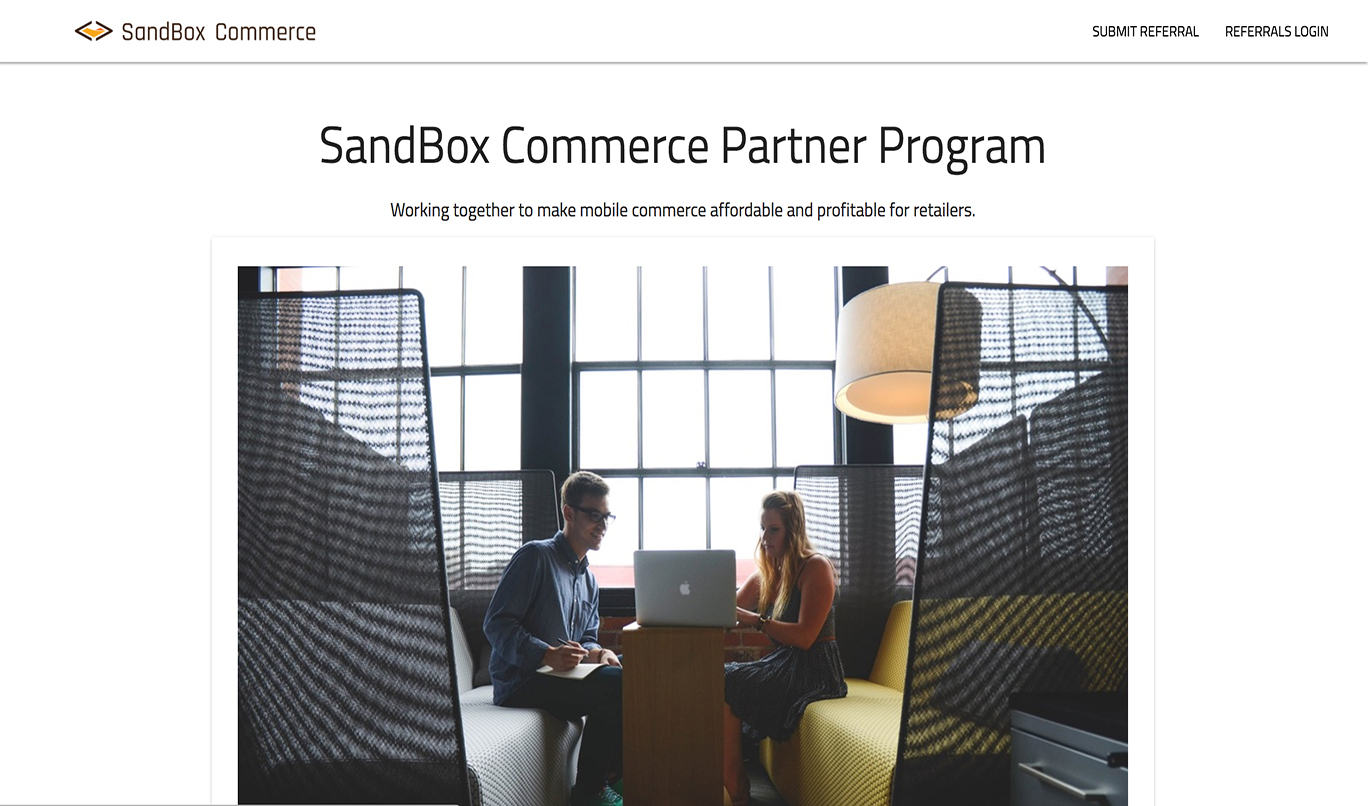 SandBox Commerce
SUBMIT REFERRAL
REFERRALS LOGIN
SandBox Commerce Partner Program
Working together to make mobile commerce affordable and profitable for retailers.